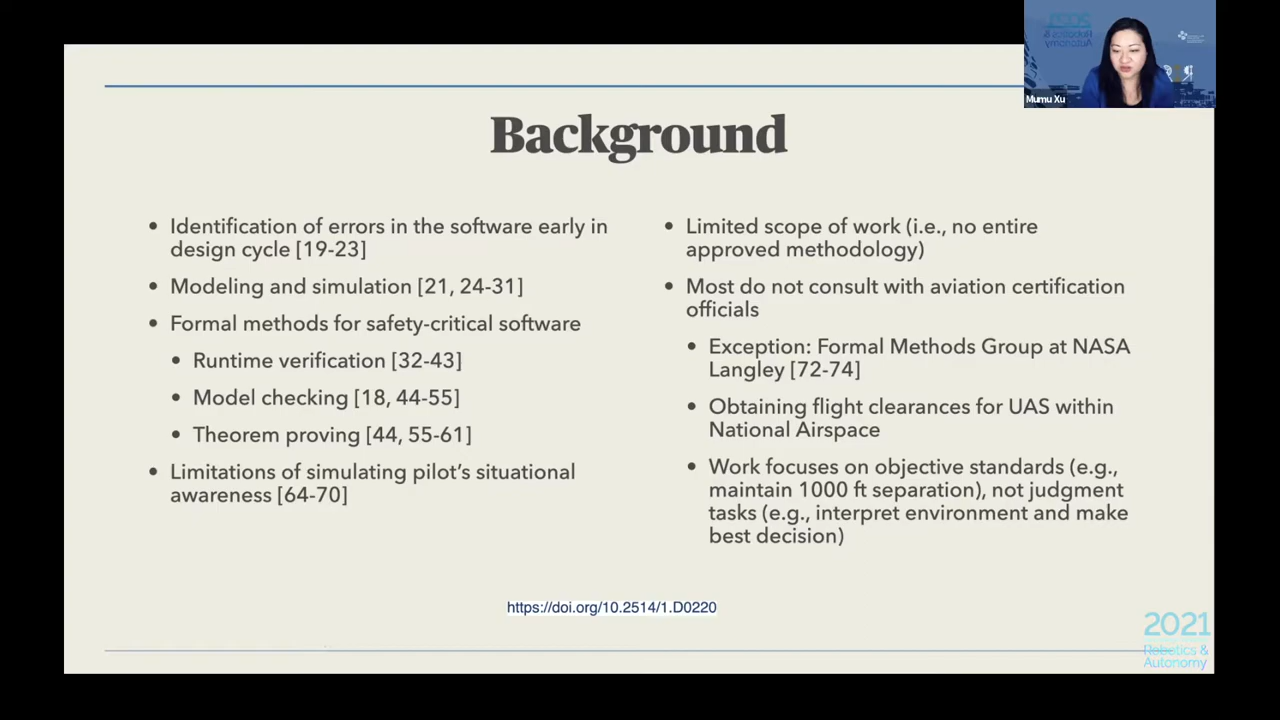 Background
• Identification of errors in the software early in
design cycle [19-23]
• Modeling and simulation [21, 24-31]
• Formal methods for safety-critical software
• Runtime verification [32-43]
• Model checking [18, 44-55]
• Theorem proving [44, 55-61]
• Limitations of simulating pilot's situational
awareness [64-70]
• Limited scope of work (i.e., no entire
approved methodology)
• Most do not consult with aviation certification
officials
• Exception: Formal Methods Group at NASA
Langley [72-74]
• Obtaining flight clearances for UAS within
National Airspace
• Work focuses on objective standards (e.g.,
maintain 1000 ft separation), not judgment
tasks (e.g., interpret environment and make
best decision)
https://doi.org/10.2514/1.D0220
2021
Robotics &
Autonomy
2021
Robotics &
Autonomy
Mumu Xu